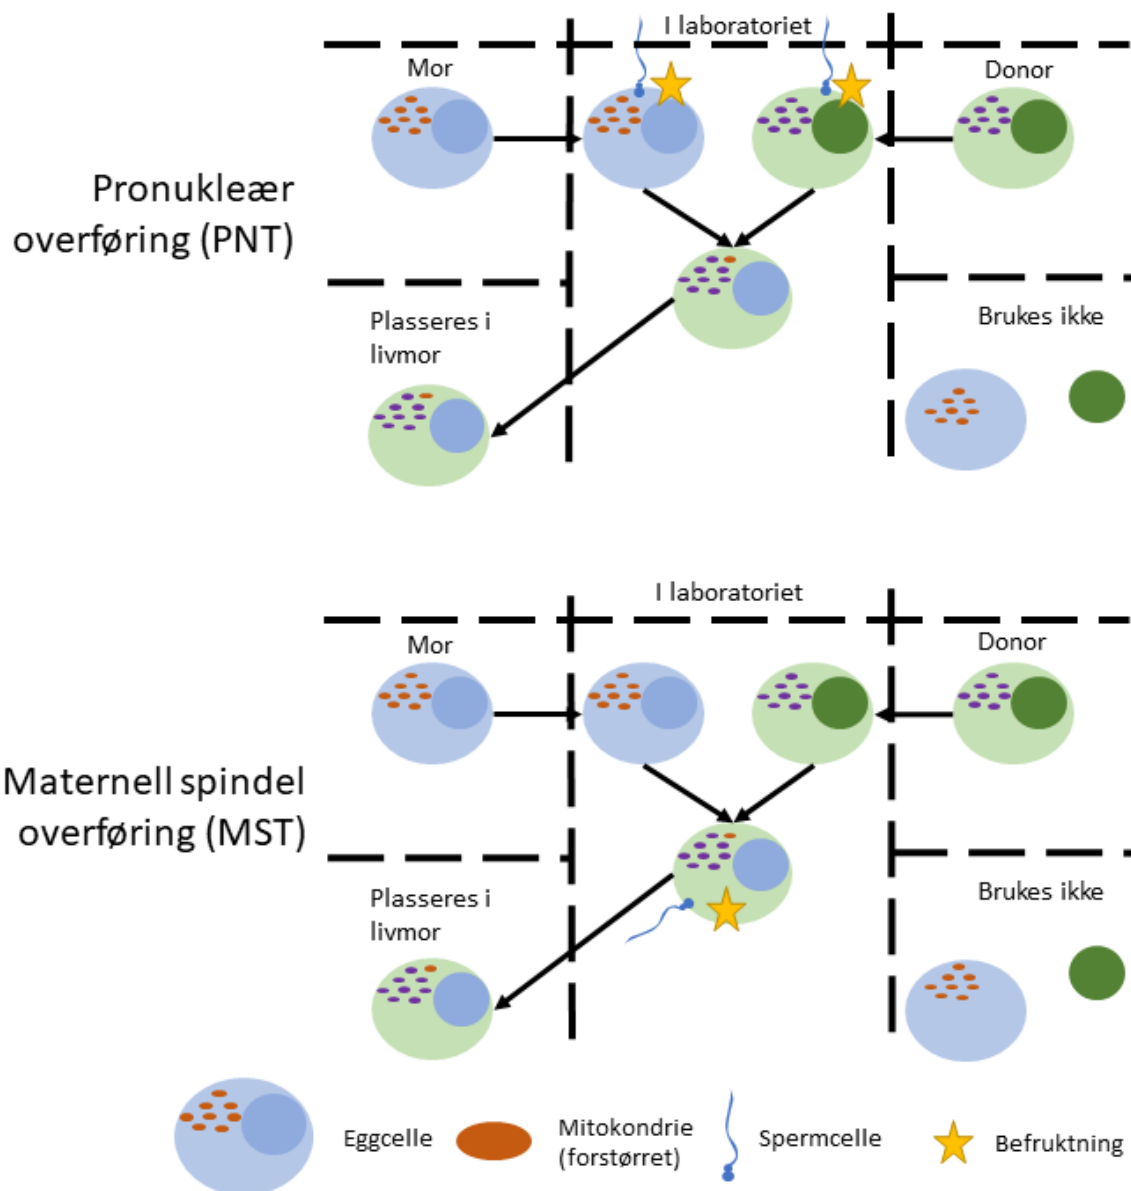 I laboratoriet
Mor
Donor
Pronukleær
overføring (PNT)
Plasseres i
livmor
Brukes ikke
I laboratoriet
Mor
Donor
Maternell spindel
overføring (MST)
Plasseres i
livmor
Brukes ikke
Eggcelle
Mitokondrie
(forstørret)
Spermcelle
Befruktning